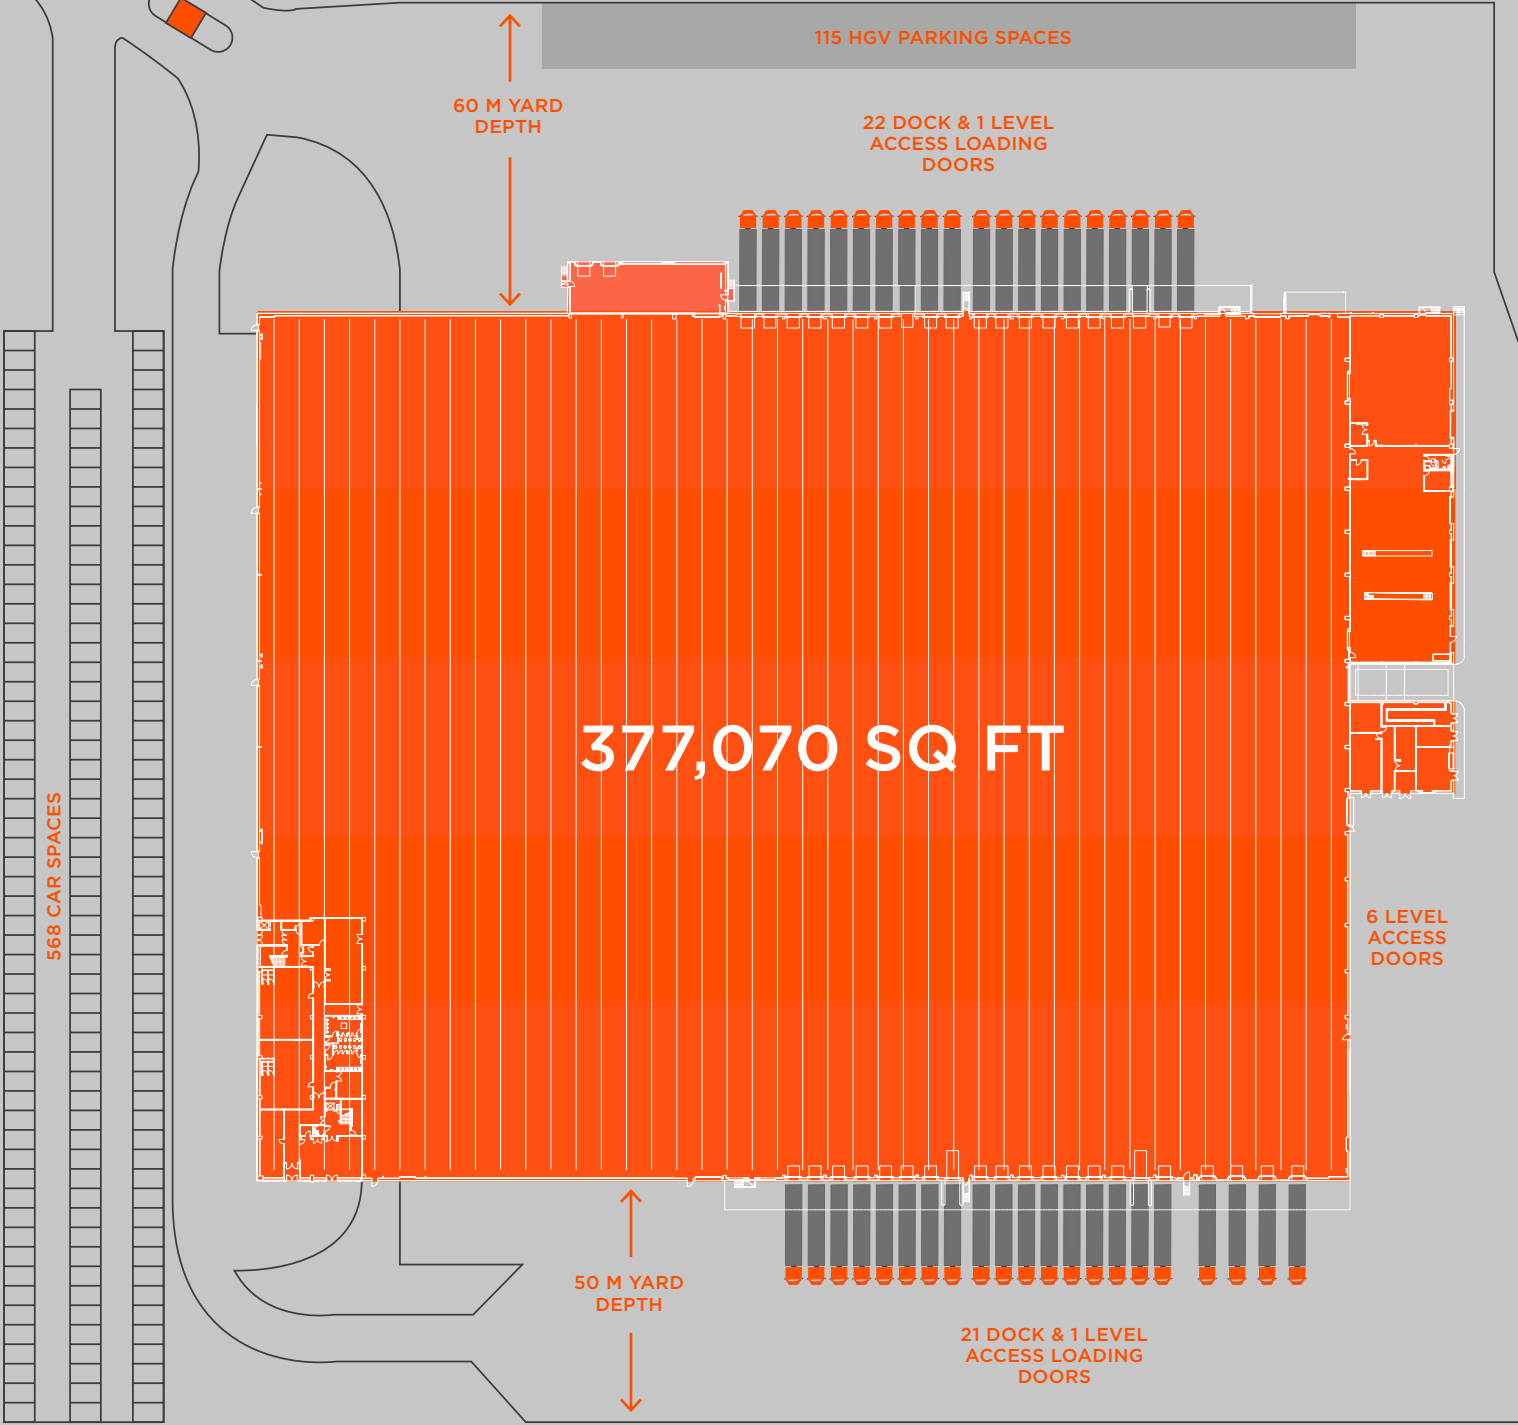 115 HGV PARKING SPACES
60 M YARD
DEPTH
22 DOCK & 1 LEVEL
ACCESS LOADING
DOORS
377,070 SQ FT
568 CAR SPACES
6 LEVEL
ACCESS
DOORS
50 M YARD
DEPTH
21 DOCK & 1 LEVEL
ACCESS LOADING
DOORS